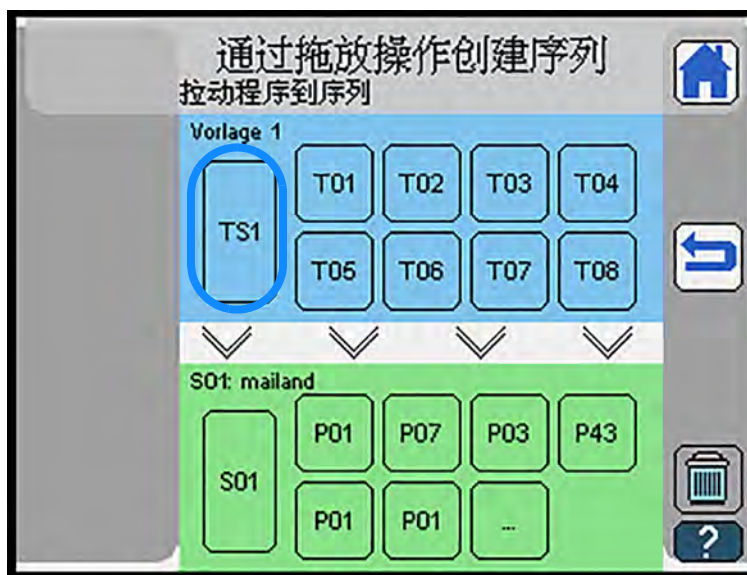 通过拖放操作创建序列
拉动程序到序列
Vorlage 1
TS1
T01 T02 T03 T04
T05 T06 T07 T08
S01: mailand
S01
P01 P07 P03 P43
P01 P01 ...
?